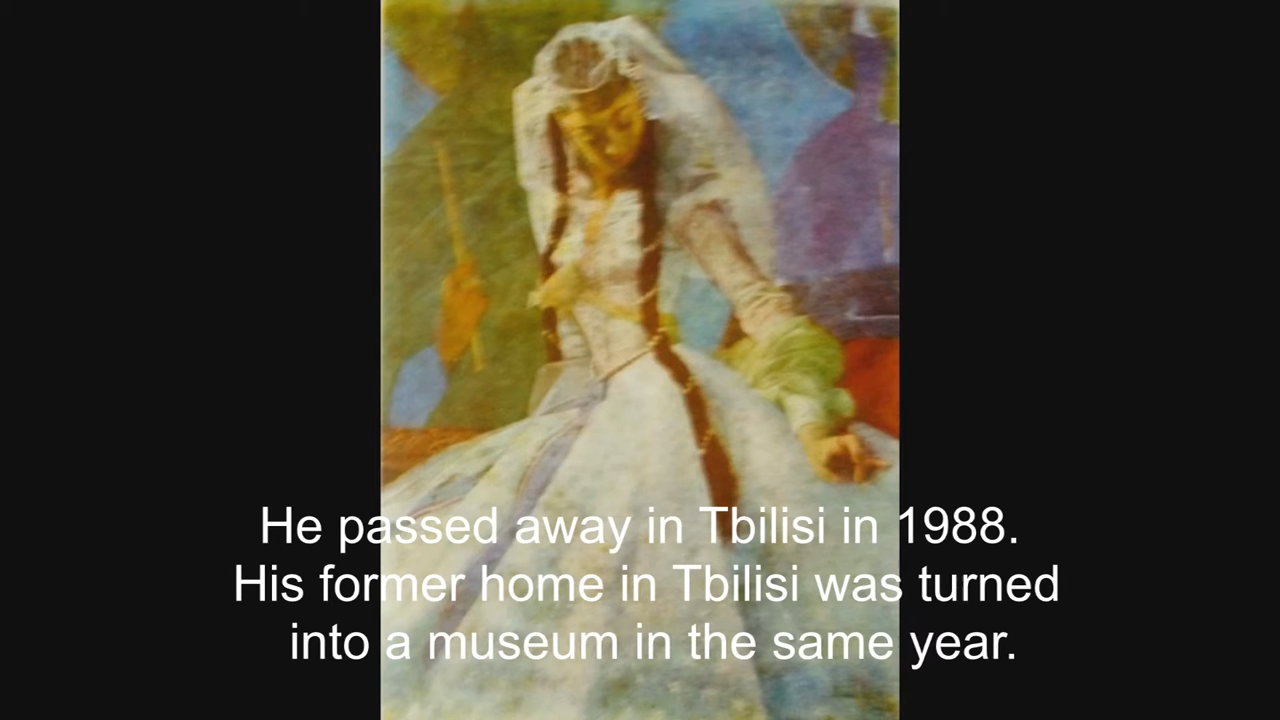 He passed away in Tbilisi in 1988.
His former home in Tbilisi was turned
into a museum in the same year.